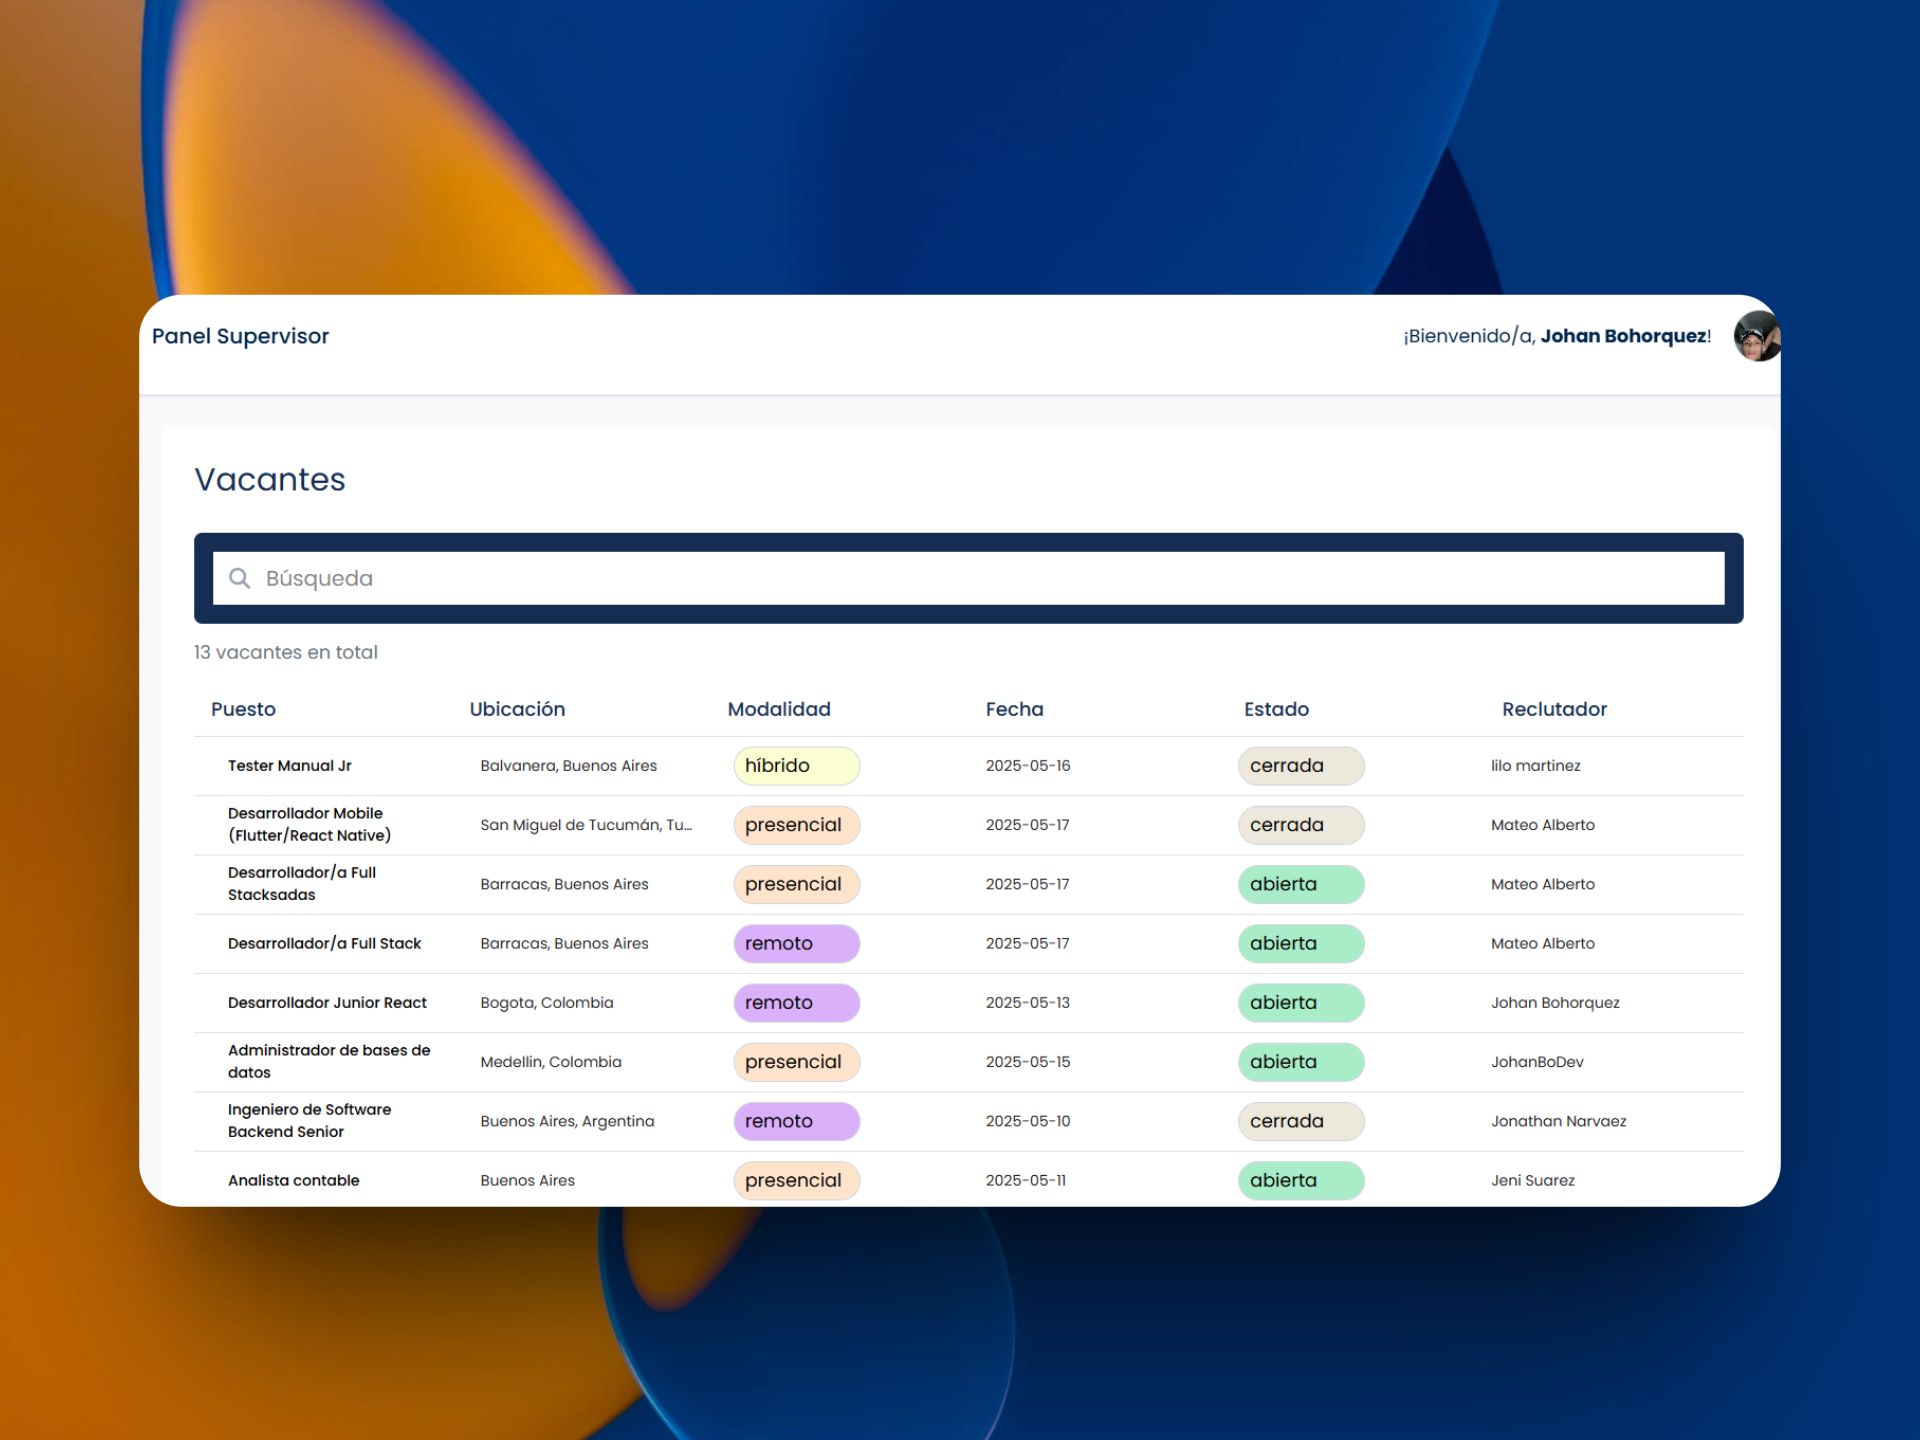 Panel Supervisor
¡Bienvenido/a, Johan Bohorquez!
Vacantes
Búsqueda
13 vacantes en total
Puesto Ubicación Modalidad Fecha Estado Reclutador
Tester Manual Jr Balvanera, Buenos Aires híbrido 2025-05-16 cerrada lilo martinez
Desarrollador Mobile
(Flutter/React Native) San Miguel de Tucumán, Tu... presencial 2025-05-17 cerrada Mateo Alberto
Desarrollador/a Full
Stacksadas Barracas, Buenos Aires presencial 2025-05-17 abierta Mateo Alberto
Desarrollador/a Full Stack Barracas, Buenos Aires remoto 2025-05-17 abierta Mateo Alberto
Desarrollador Junior React Bogota, Colombia remoto 2025-05-13 abierta Johan Bohorquez
Administrador de bases de
datos Medellin, Colombia presencial 2025-05-15 abierta JohanBoDev
Ingeniero de Software
Backend Senior Buenos Aires, Argentina remoto 2025-05-10 cerrada Jonathan Narvaez
Analista contable Buenos Aires presencial 2025-05-11 abierta Jeni Suarez